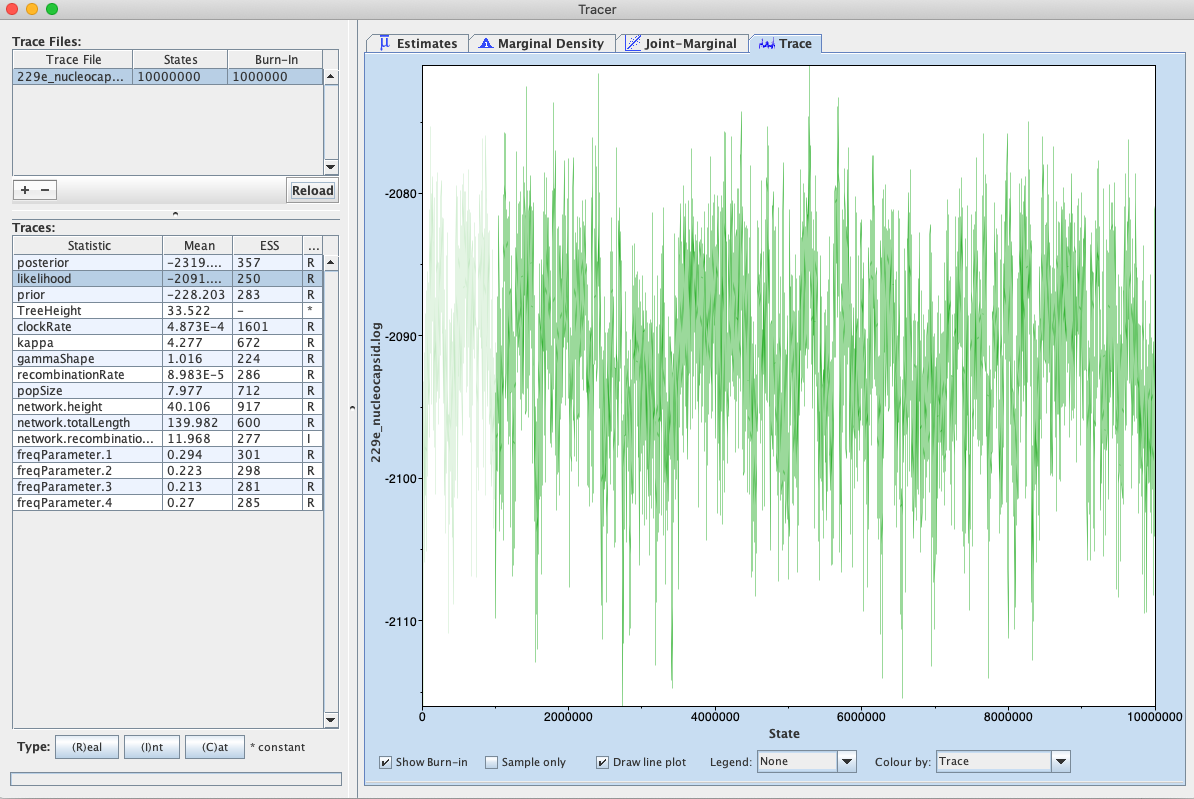 Tracer
Trace Files:
Trace File States Burn-In
229e_nucleocap... 10000000 1000000
+ −
Reload
Traces:
Statistic Mean ESS ...
posterior -2319.... 357 R
likelihood -2091.... 250 R
prior -228.203 283 R
TreeHeight 33.522 - *
clockRate 4.873E-4 1601 R
kappa 4.277 672 R
gammaShape 1.016 224 R
recombinationRate 8.983E-5 286 R
popSize 7.977 712 R
network.height 40.106 917 R
network.totalLength 139.982 600 R
network.recombinatio... 11.968 277 I
freqParameter.1 0.294 301 R
freqParameter.2 0.223 298 R
freqParameter.3 0.213 281 R
freqParameter.4 0.27 285 R
Type: (R)eal (I)nt (C)at * constant
μ Estimates Marginal Density Joint-Marginal Trace
229e_nucleocapsid.log
-2080
-2090
-2100
-2110
0 2000000 4000000 6000000 8000000 10000000
State
Show Burn-in Sample only Draw line plot Legend: None Colour by: Trace